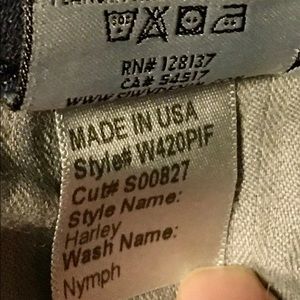 RN# 128137
CA# 54517
MADE IN USA
Style# W420PIF
Cut# S00827
Style Name:
Harley
Wash Name:
Nymph